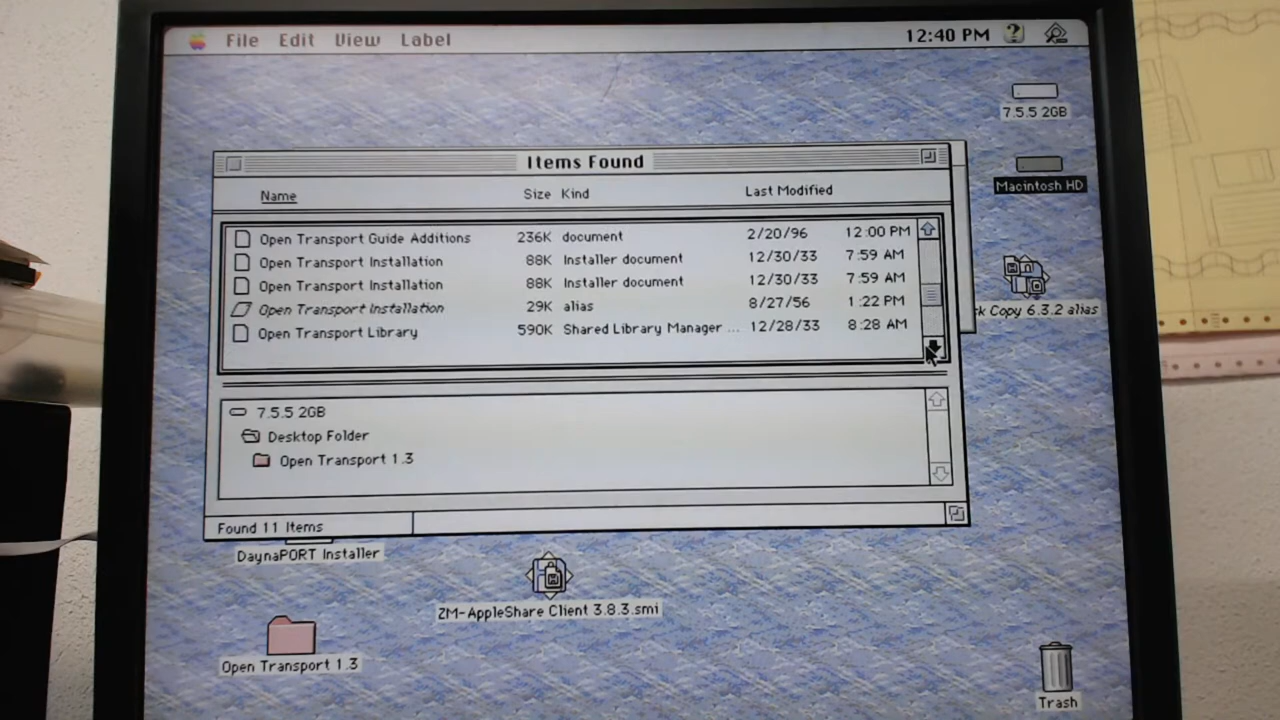 File Edit View Label 12:40 PM
7.5.5 2GB
Macintosh HD
Items Found
Name Size Kind Last Modified
Open Transport Guide Additions 236K document 2/20/96 12:00 PM
Open Transport Installation 88K Installer document 12/30/33 7:59 AM
Open Transport Installation 88K Installer document 12/30/33 7:59 AM
Open Transport Installation 29K alias 8/27/56 1:22 PM
Open Transport Library 590K Shared Library Manager ... 12/28/33 8:28 AM
k Copy 6.3.2 alias
7.5.5 2GB
Desktop Folder
Open Transport 1.3
Found 11 Items
DaynaPORT Installer
ZM-AppleShare Client 3.8.3.smi
Open Transport 1.3
Trash